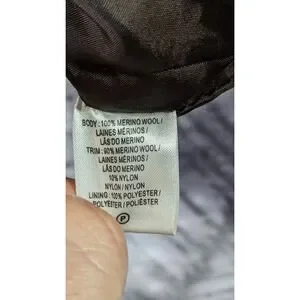 BODY: 100% MERINO WOOL /
LAINES MÉRINOS /
LÃS DO MERINO
TRIM: 90% MERINO WOOL /
LAINES MÉRINOS /
LÃS DO MERINO
10% NYLON
NYLON / NYLON
LINING: 100% POLYESTER /
POLYESTER / POLIÉSTER
P